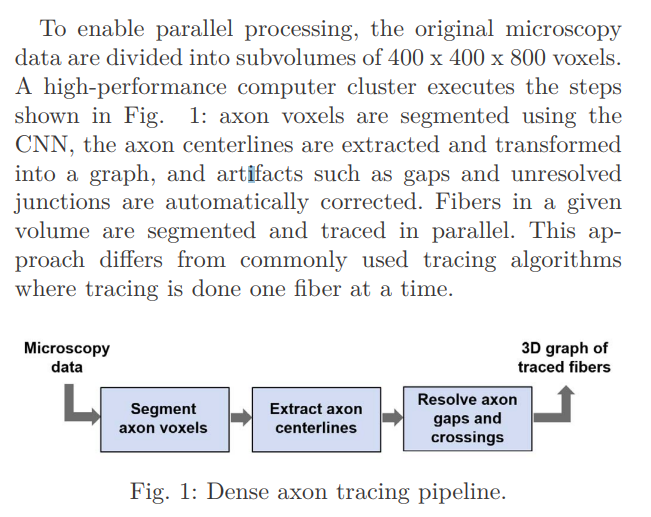 To enable parallel processing, the original microscopy
data are divided into subvolumes of 400 x 400 x 800 voxels.
A high-performance computer cluster executes the steps
shown in Fig. 1: axon voxels are segmented using the
CNN, the axon centerlines are extracted and transformed
into a graph, and artifacts such as gaps and unresolved
junctions are automatically corrected. Fibers in a given
volume are segmented and traced in parallel. This ap-
proach differs from commonly used tracing algorithms
where tracing is done one fiber at a time.
Microscopy
data
Segment
axon voxels
Extract axon
centerlines
Resolve axon
gaps and
crossings
3D graph of
traced fibers
Fig. 1: Dense axon tracing pipeline.